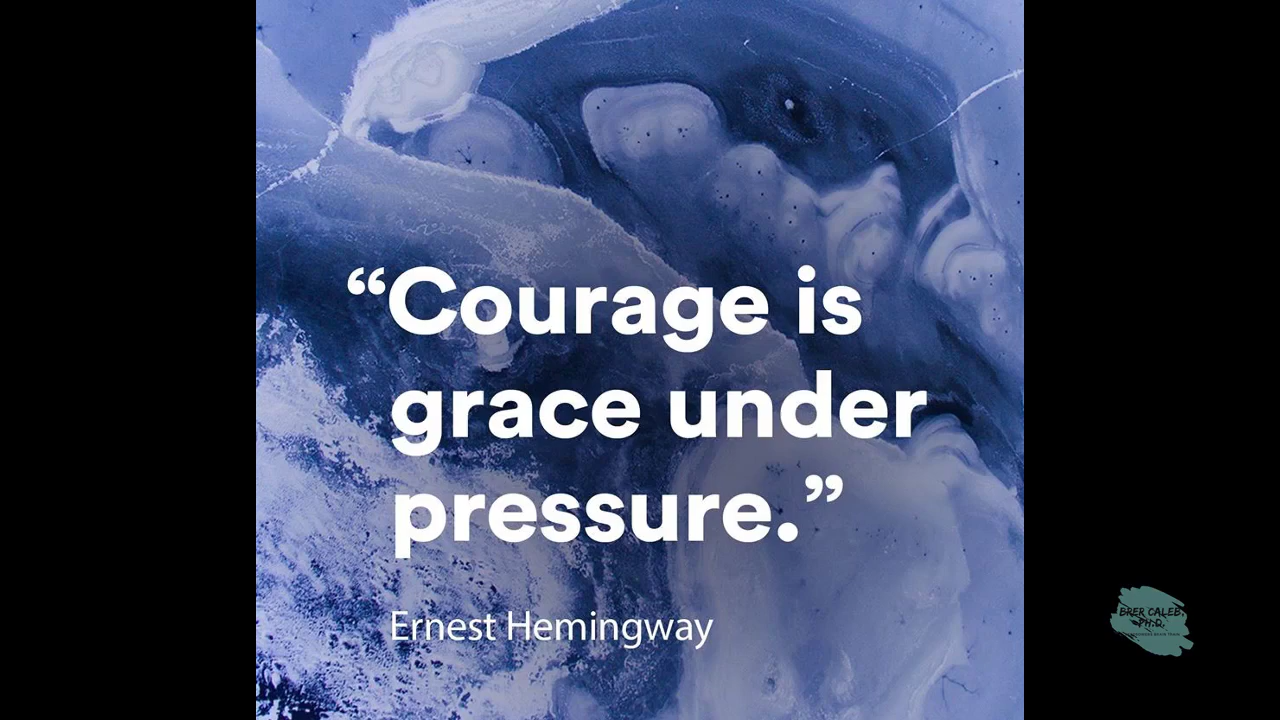 “Courage is
grace under
pressure.”
Ernest Hemingway
BRER CALEB,
PH.D.